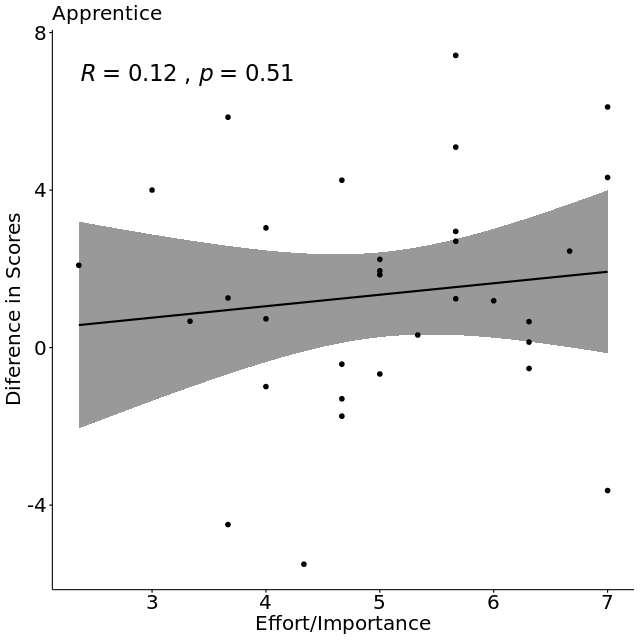 Apprentice
8
R = 0.12 , p = 0.51
4
0
-4
Diference in Scores
3 4 5 6 7
Effort/Importance